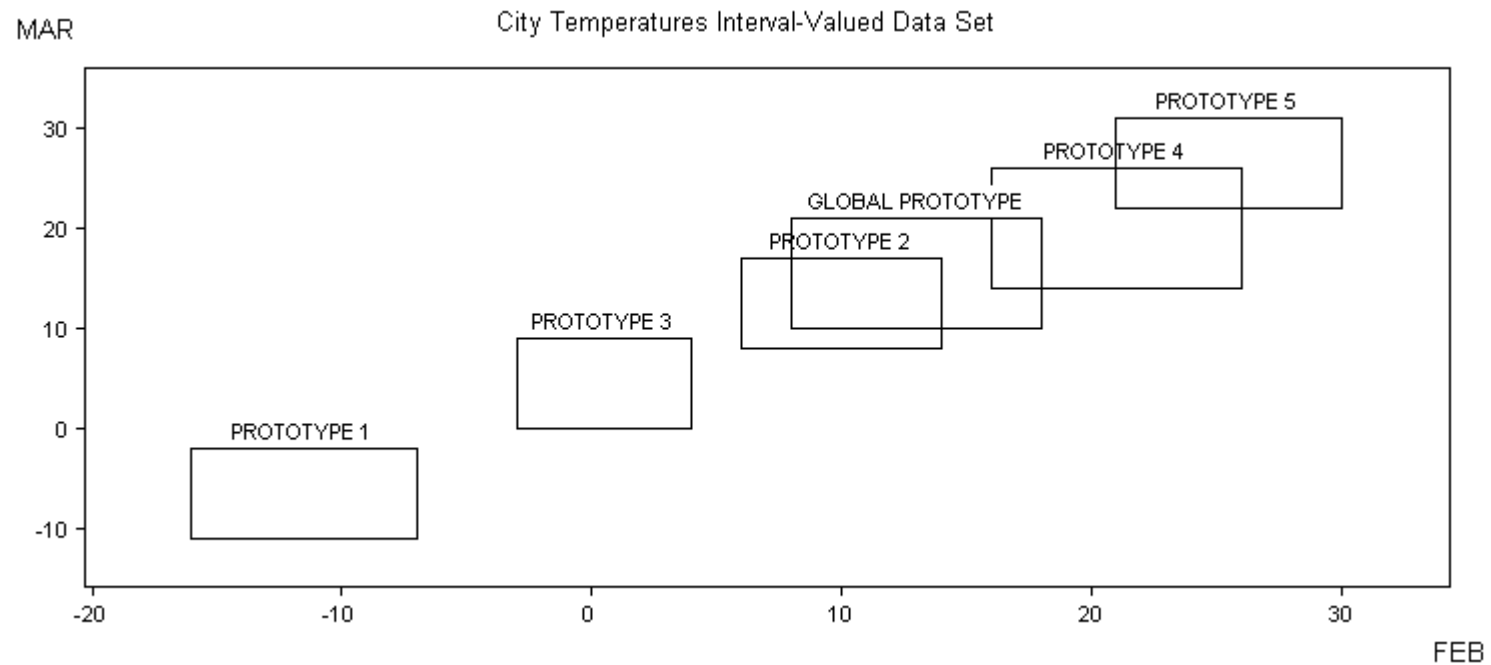 City Temperatures Interval-Valued Data Set
MAR
PROTOTYPE 5
30
PROTOTYPE 4
GLOBAL PROTOTYPE
20
PROTOTYPE 2
10
PROTOTYPE 3
0
PROTOTYPE 1
-10
-20 -10 0 10 20 30
FEB